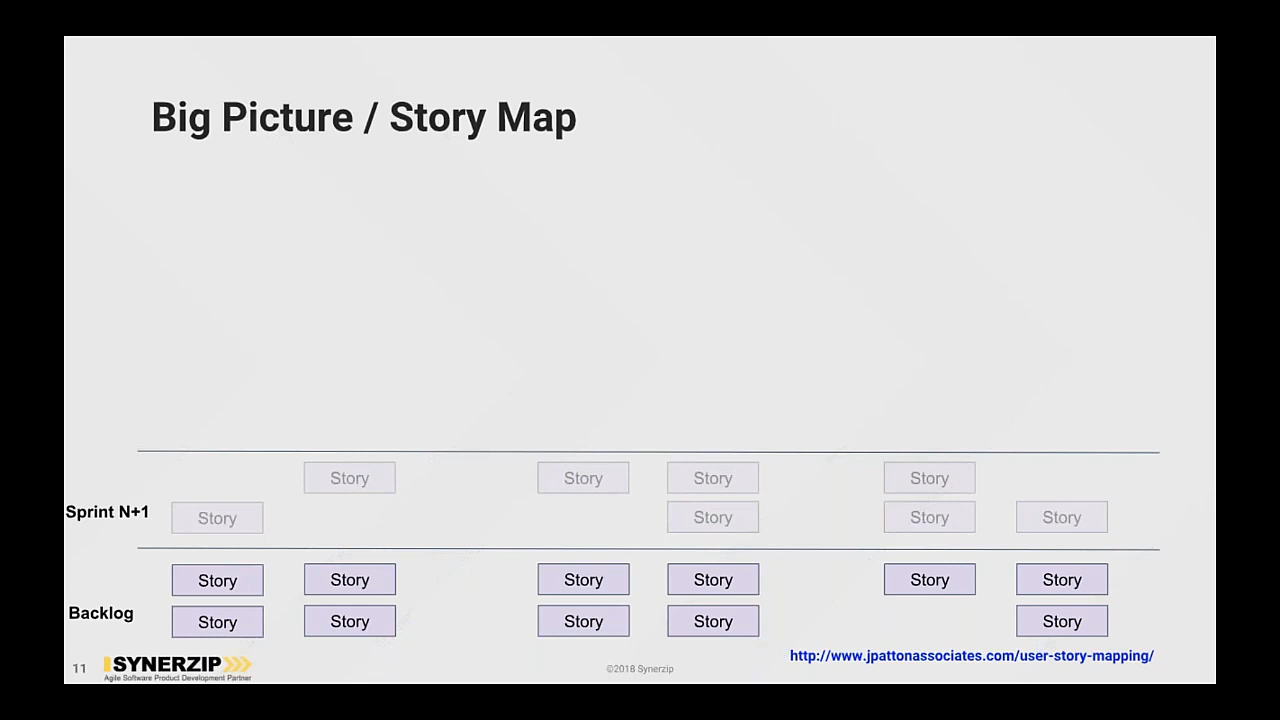 Big Picture / Story Map
Story Story Story Story
Sprint N+1
Story Story Story Story
Story Story Story Story Story Story
Backlog
Story Story Story Story Story
11
SYNERZIP
Agile Software Product Development Partner
©2018 Synerzip
http://www.jpattonassociates.com/user-story-mapping/